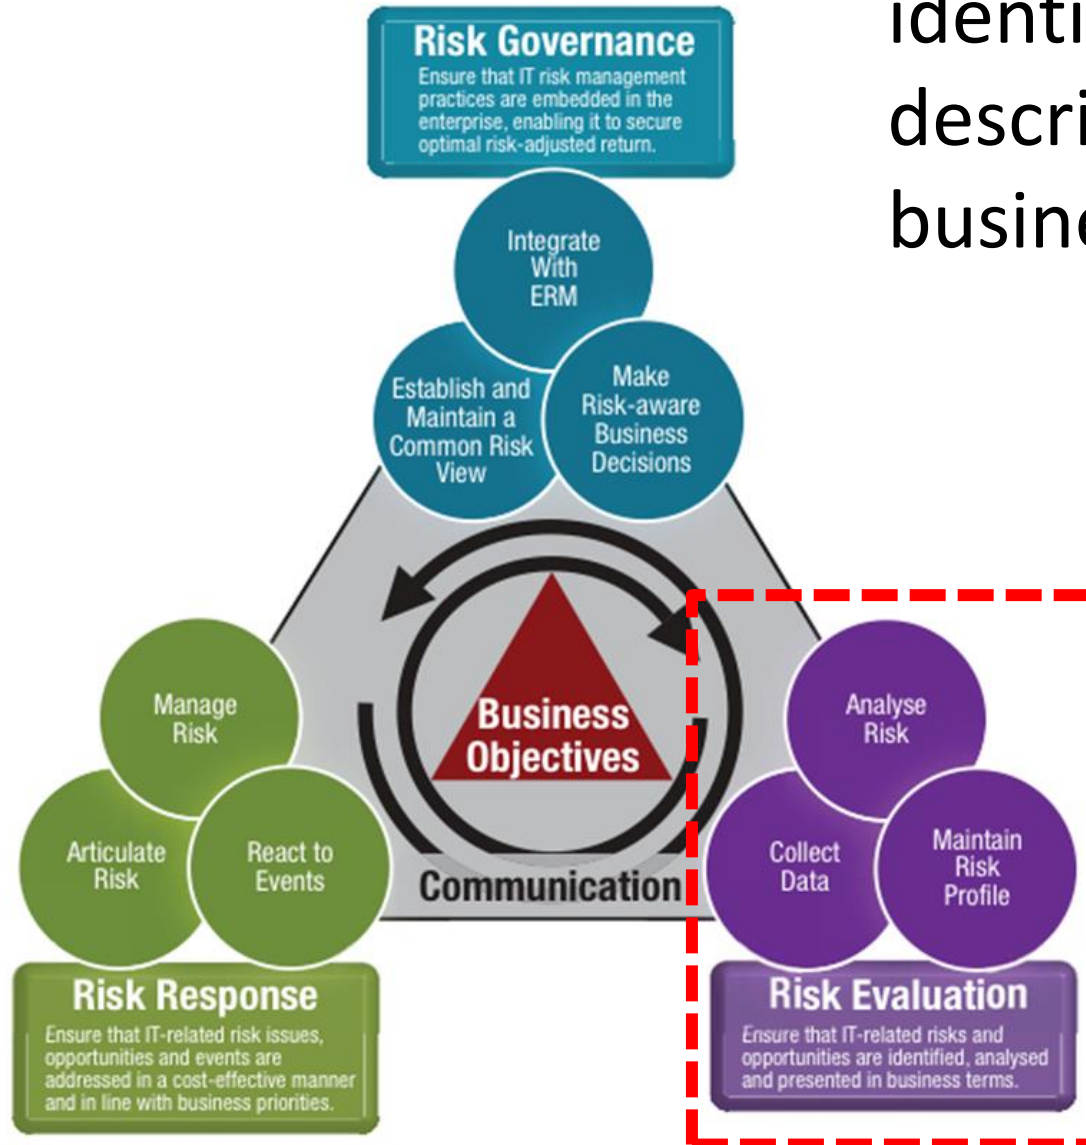 identi
descri
busine
Risk Governance
Ensure that IT risk management
practices are embedded in the
enterprise, enabling it to secure
optimal risk-adjusted return.
Integrate
With
ERM
Establish and
Maintain a
Common Risk
View
Make
Risk-aware
Business
Decisions
Business
Objectives
Communication
Manage
Risk
Articulate
Risk
React to
Events
Risk Response
Ensure that IT-related risk issues,
opportunities and events are
addressed in a cost-effective manner
and in line with business priorities.
Analyse
Risk
Collect
Data
Maintain
Risk
Profile
Risk Evaluation
Ensure that IT-related risks and
opportunities are identified, analysed
and presented in business terms.